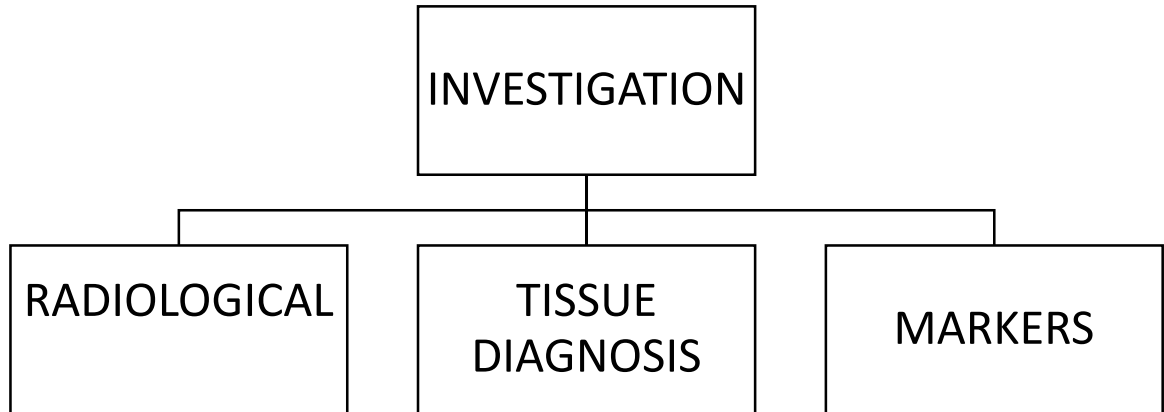 INVESTIGATION
RADIOLOGICAL
TISSUE
DIAGNOSIS
MARKERS